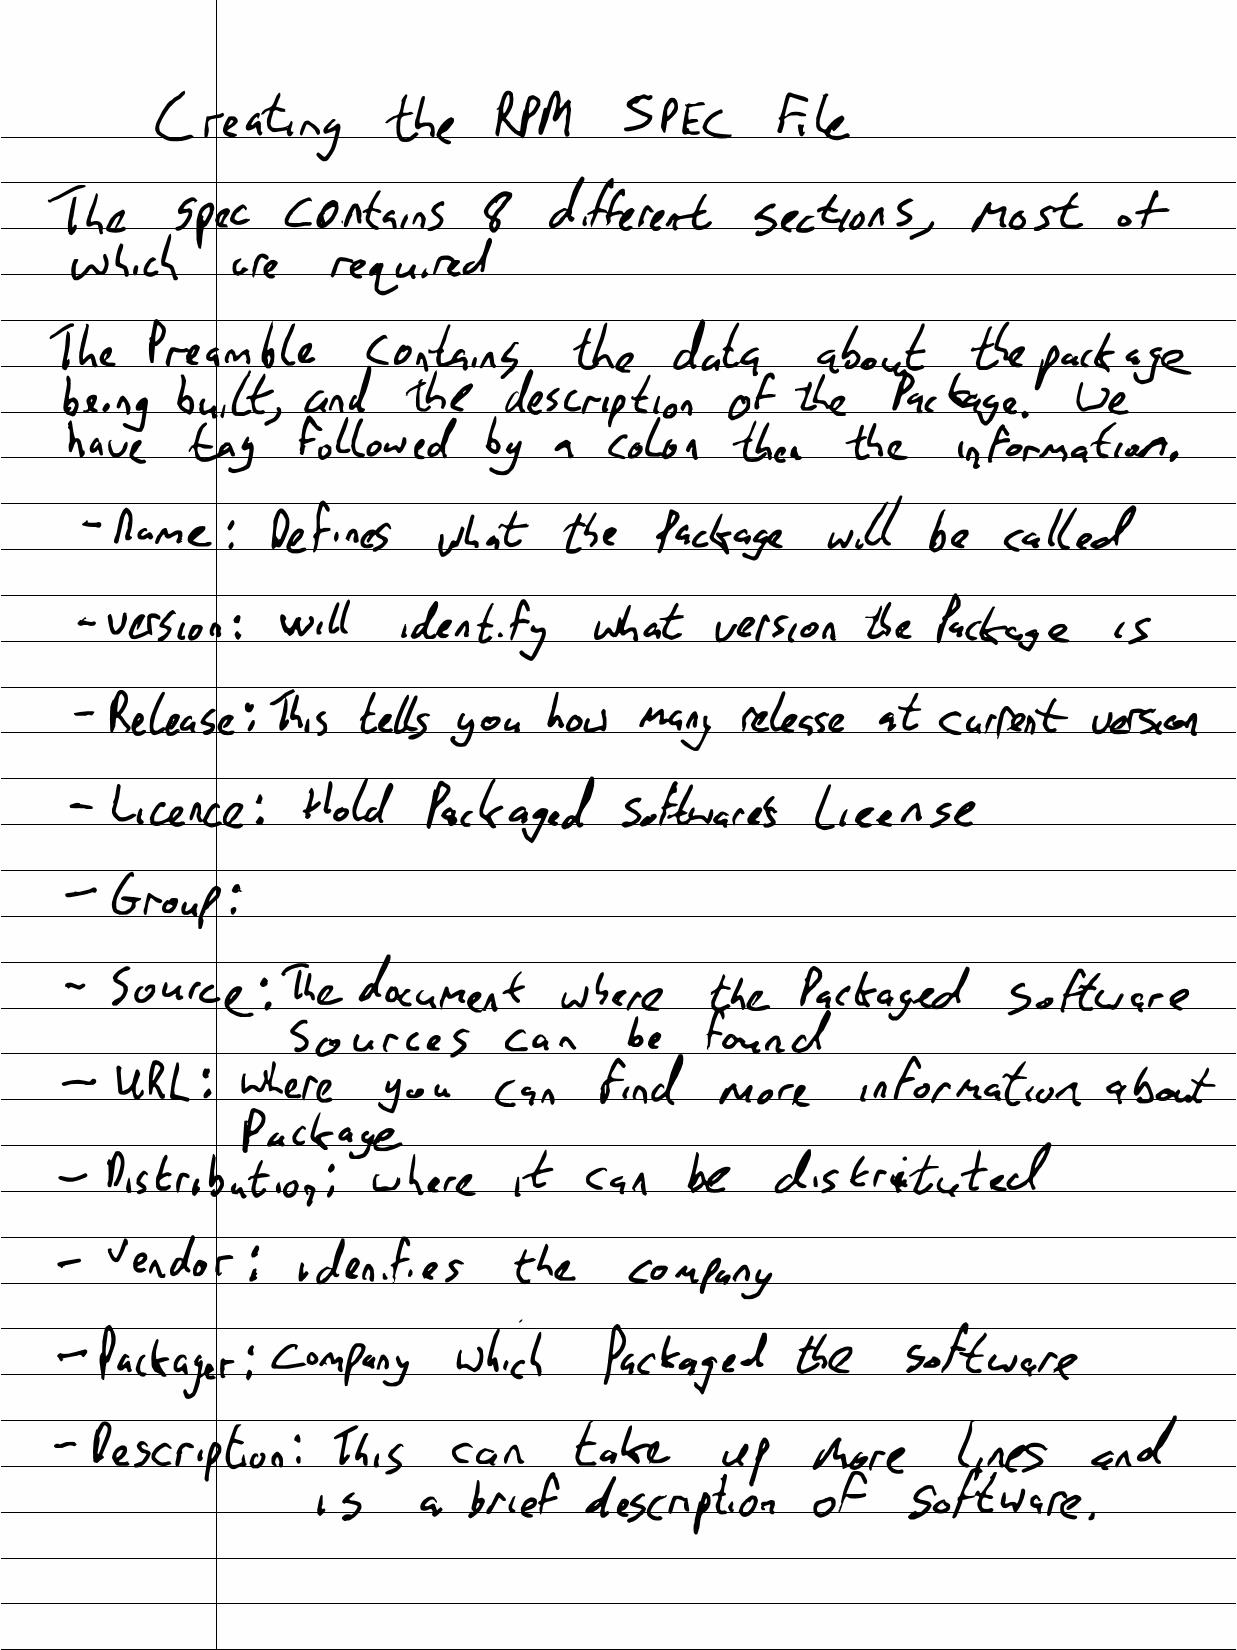 Creating the RPM SPEC File
The spec contains 8 different sections, most of
which are required
The Preamble contains the data about the package
being built, and the description of the Package. We
have tag followed by a colon then the information.
- Name: Defines what the Package will be called
- version: will identify what version the Package is
- Release: This tells you how many release at current version
- Licence: Hold Packaged softwares License
- Group:
- Source: The document where the Packaged software
sources can be found
- URL: where you can find more information about
Package
- Distribution: where it can be distrituted
- Vendor: idenifies the company
- Packager: Company which Packaged the software
- Description: This can take up more lines and
is a brief description of software.